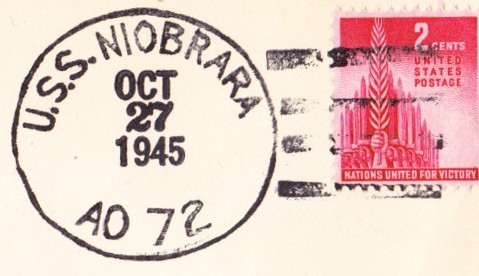 U.S.S. NIOBRARA
OCT
27
1945
AO 72
2 CENTS
UNITED
STATES
POSTAGE
NATIONS UNITED FOR VICTORY